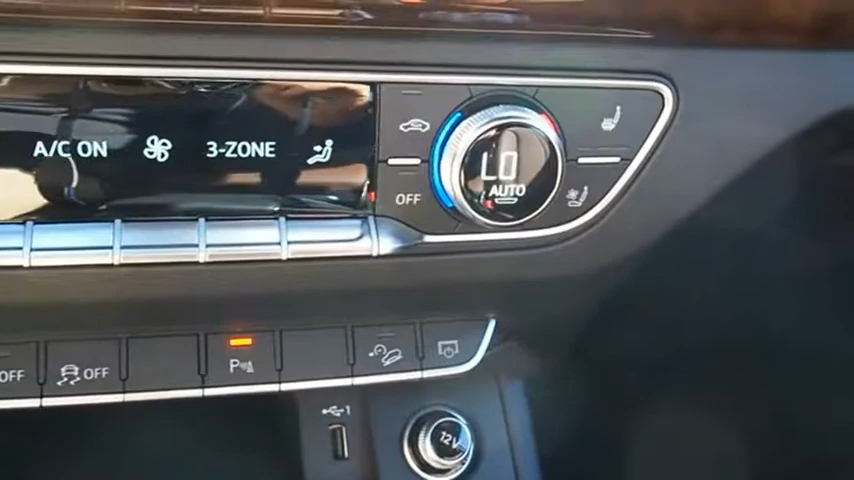 A/C ON
3-ZONE
OFF
LO
AUTO
OFF
OFF
P
1
12V